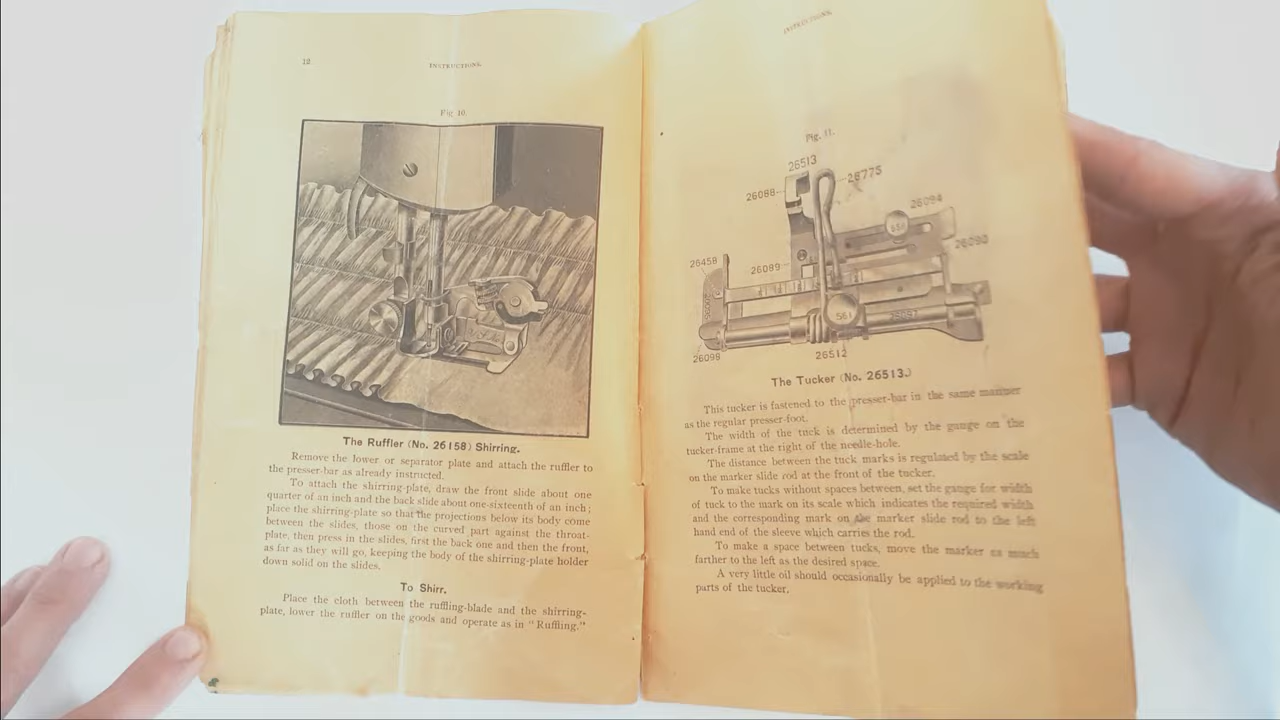 12
INSTRUCTIONS.
Fig. 10.
The Ruffler (No. 26158) Shirring.
Remove the lower or separator plate and attach the ruffler to
the presser-bar as already instructed.
To attach the shirring-plate, draw the front slide about one
quarter of an inch and the back slide about one-sixteenth of an inch;
place the shirring-plate so that the projections below its body come
between the slides, those on the curved part against the throat-
plate, then press in the slides, first the back one and then the front,
as far as they will go, keeping the body of the shirring-plate holder
down solid on the slides.
To Shirr.
Place the cloth between the ruffling-blade and the shirring-
plate, lower the ruffler on the goods and operate as in "Ruffling."
INSTRUCTIONS.
Fig. 11.
26513
26775
26088
26094
26090
26458
26089
561
26098
26512
The Tucker (No. 26513.)
This tucker is fastened to the presser-bar in the same manner
as the regular presser-foot.
The width of the tuck is determined by the gauge on the
tucker-frame at the right of the needle-hole.
The distance between the tuck marks is regulated by the scale
on the marker slide rod at the front of the tucker.
To make tucks without spaces between, set the gauge for width
of tuck to the mark on its scale which indicates the required width
and the corresponding mark on the marker slide rod to the left
hand end of the sleeve which carries the rod.
To make a space between tucks, move the marker as much
farther to the left as the desired space.
A very little oil should occasionally be applied to the working
parts of the tucker.